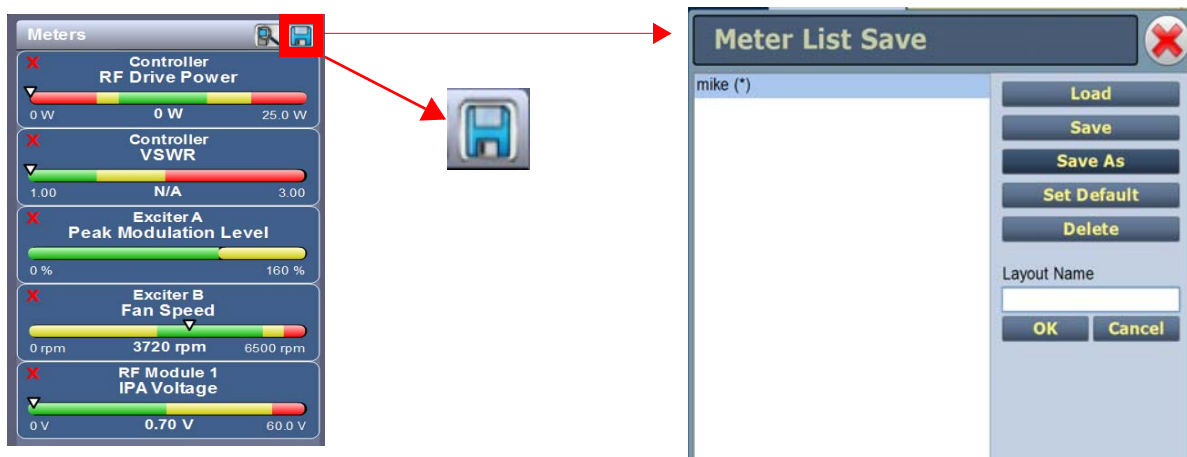 Meters
X
Controller
RF Drive Power
0 W 0 W 25.0 W
X
Controller
VSWR
1.00 N/A 3.00
X
Exciter A
Peak Modulation Level
0 % 160 %
X
Exciter B
Fan Speed
0 rpm 3720 rpm 6500 rpm
X
RF Module 1
IPA Voltage
0 V 0.70 V 60.0 V
Meter List Save
mike (*)
Load
Save
Save As
Set Default
Delete
Layout Name
OK Cancel